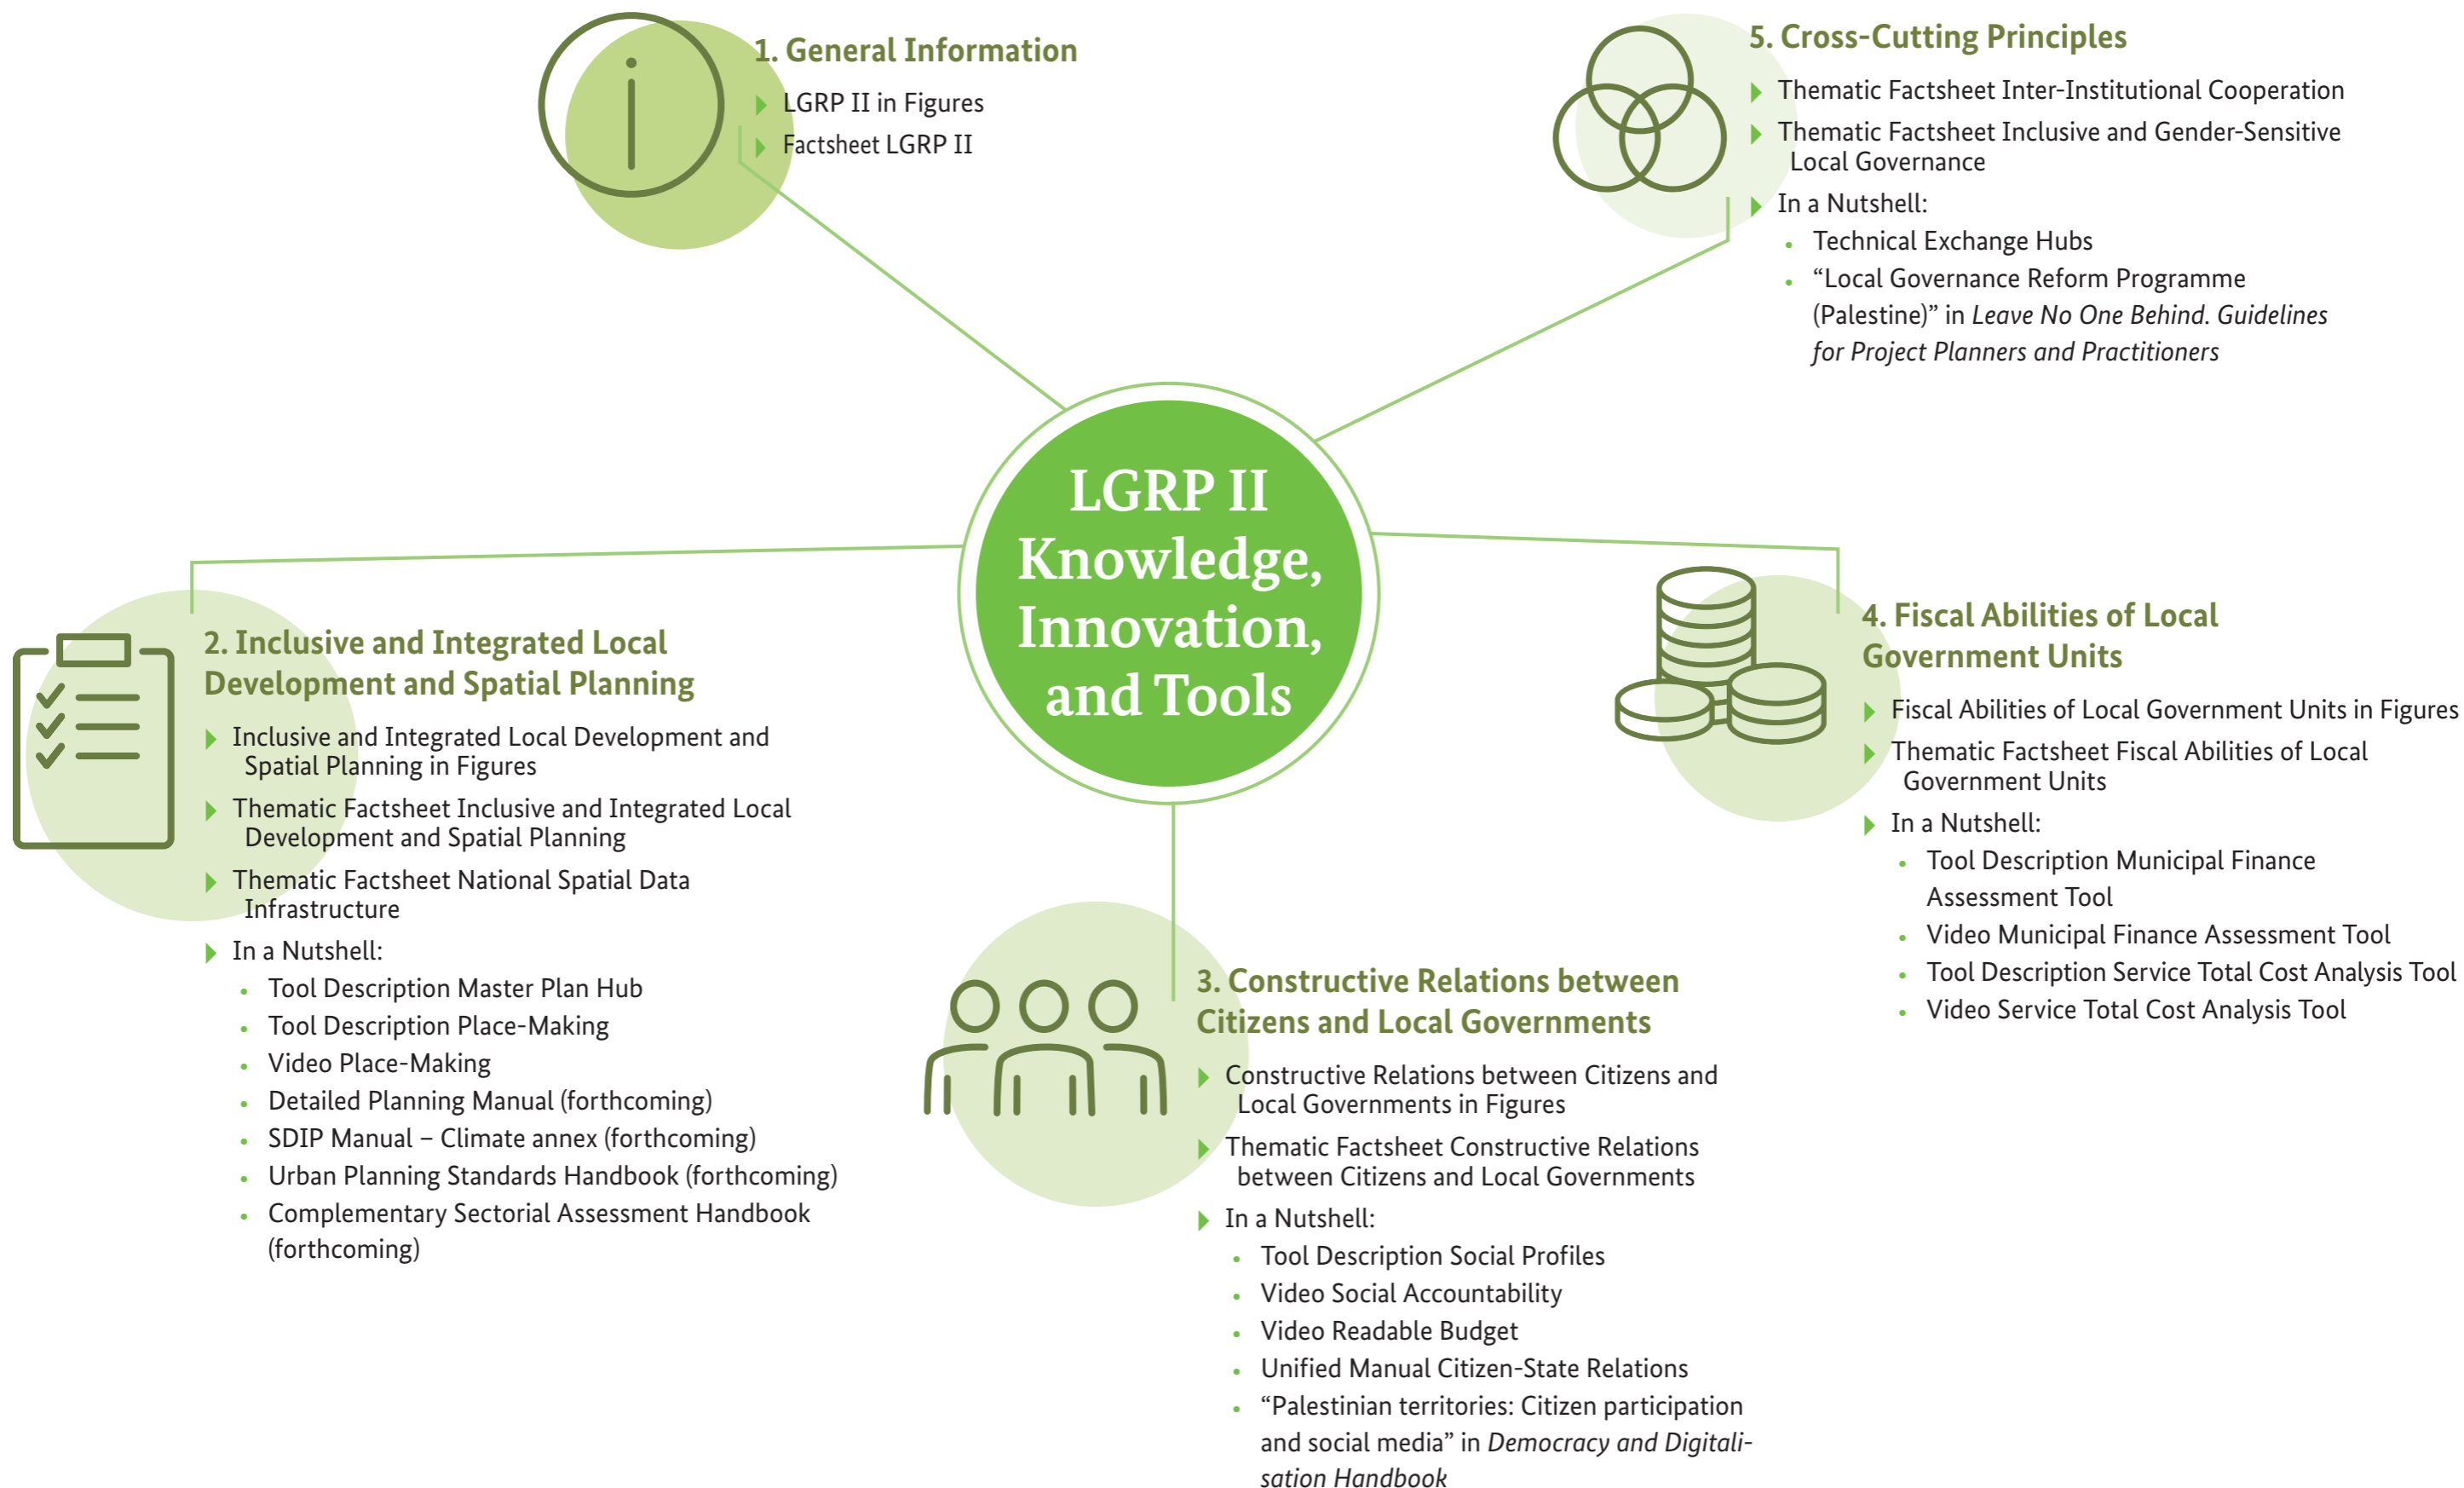 1. General Information
LGRP II in Figures
Factsheet LGRP II
5. Cross-Cutting Principles
Thematic Factsheet Inter-Institutional Cooperation
Thematic Factsheet Inclusive and Gender-Sensitive
Local Governance
In a Nutshell:
Technical Exchange Hubs
“Local Governance Reform Programme
(Palestine)” in Leave No One Behind. Guidelines
for Project Planners and Practitioners
LGRP II
Knowledge,
Innovation,
and Tools
2. Inclusive and Integrated Local
Development and Spatial Planning
Inclusive and Integrated Local Development and
Spatial Planning in Figures
Thematic Factsheet Inclusive and Integrated Local
Development and Spatial Planning
Thematic Factsheet National Spatial Data
Infrastructure
In a Nutshell:
Tool Description Master Plan Hub
Tool Description Place-Making
Video Place-Making
Detailed Planning Manual (forthcoming)
SDIP Manual – Climate annex (forthcoming)
Urban Planning Standards Handbook (forthcoming)
Complementary Sectorial Assessment Handbook
(forthcoming)
3. Constructive Relations between
Citizens and Local Governments
Constructive Relations between Citizens and
Local Governments in Figures
Thematic Factsheet Constructive Relations
between Citizens and Local Governments
In a Nutshell:
Tool Description Social Profiles
Video Social Accountability
Video Readable Budget
Unified Manual Citizen-State Relations
“Palestinian territories: Citizen participation
and social media” in Democracy and Digitali-
sation Handbook
4. Fiscal Abilities of Local
Government Units
Fiscal Abilities of Local Government Units in Figures
Thematic Factsheet Fiscal Abilities of Local
Government Units
In a Nutshell:
Tool Description Municipal Finance
Assessment Tool
Video Municipal Finance Assessment Tool
Tool Description Service Total Cost Analysis Tool
Video Service Total Cost Analysis Tool